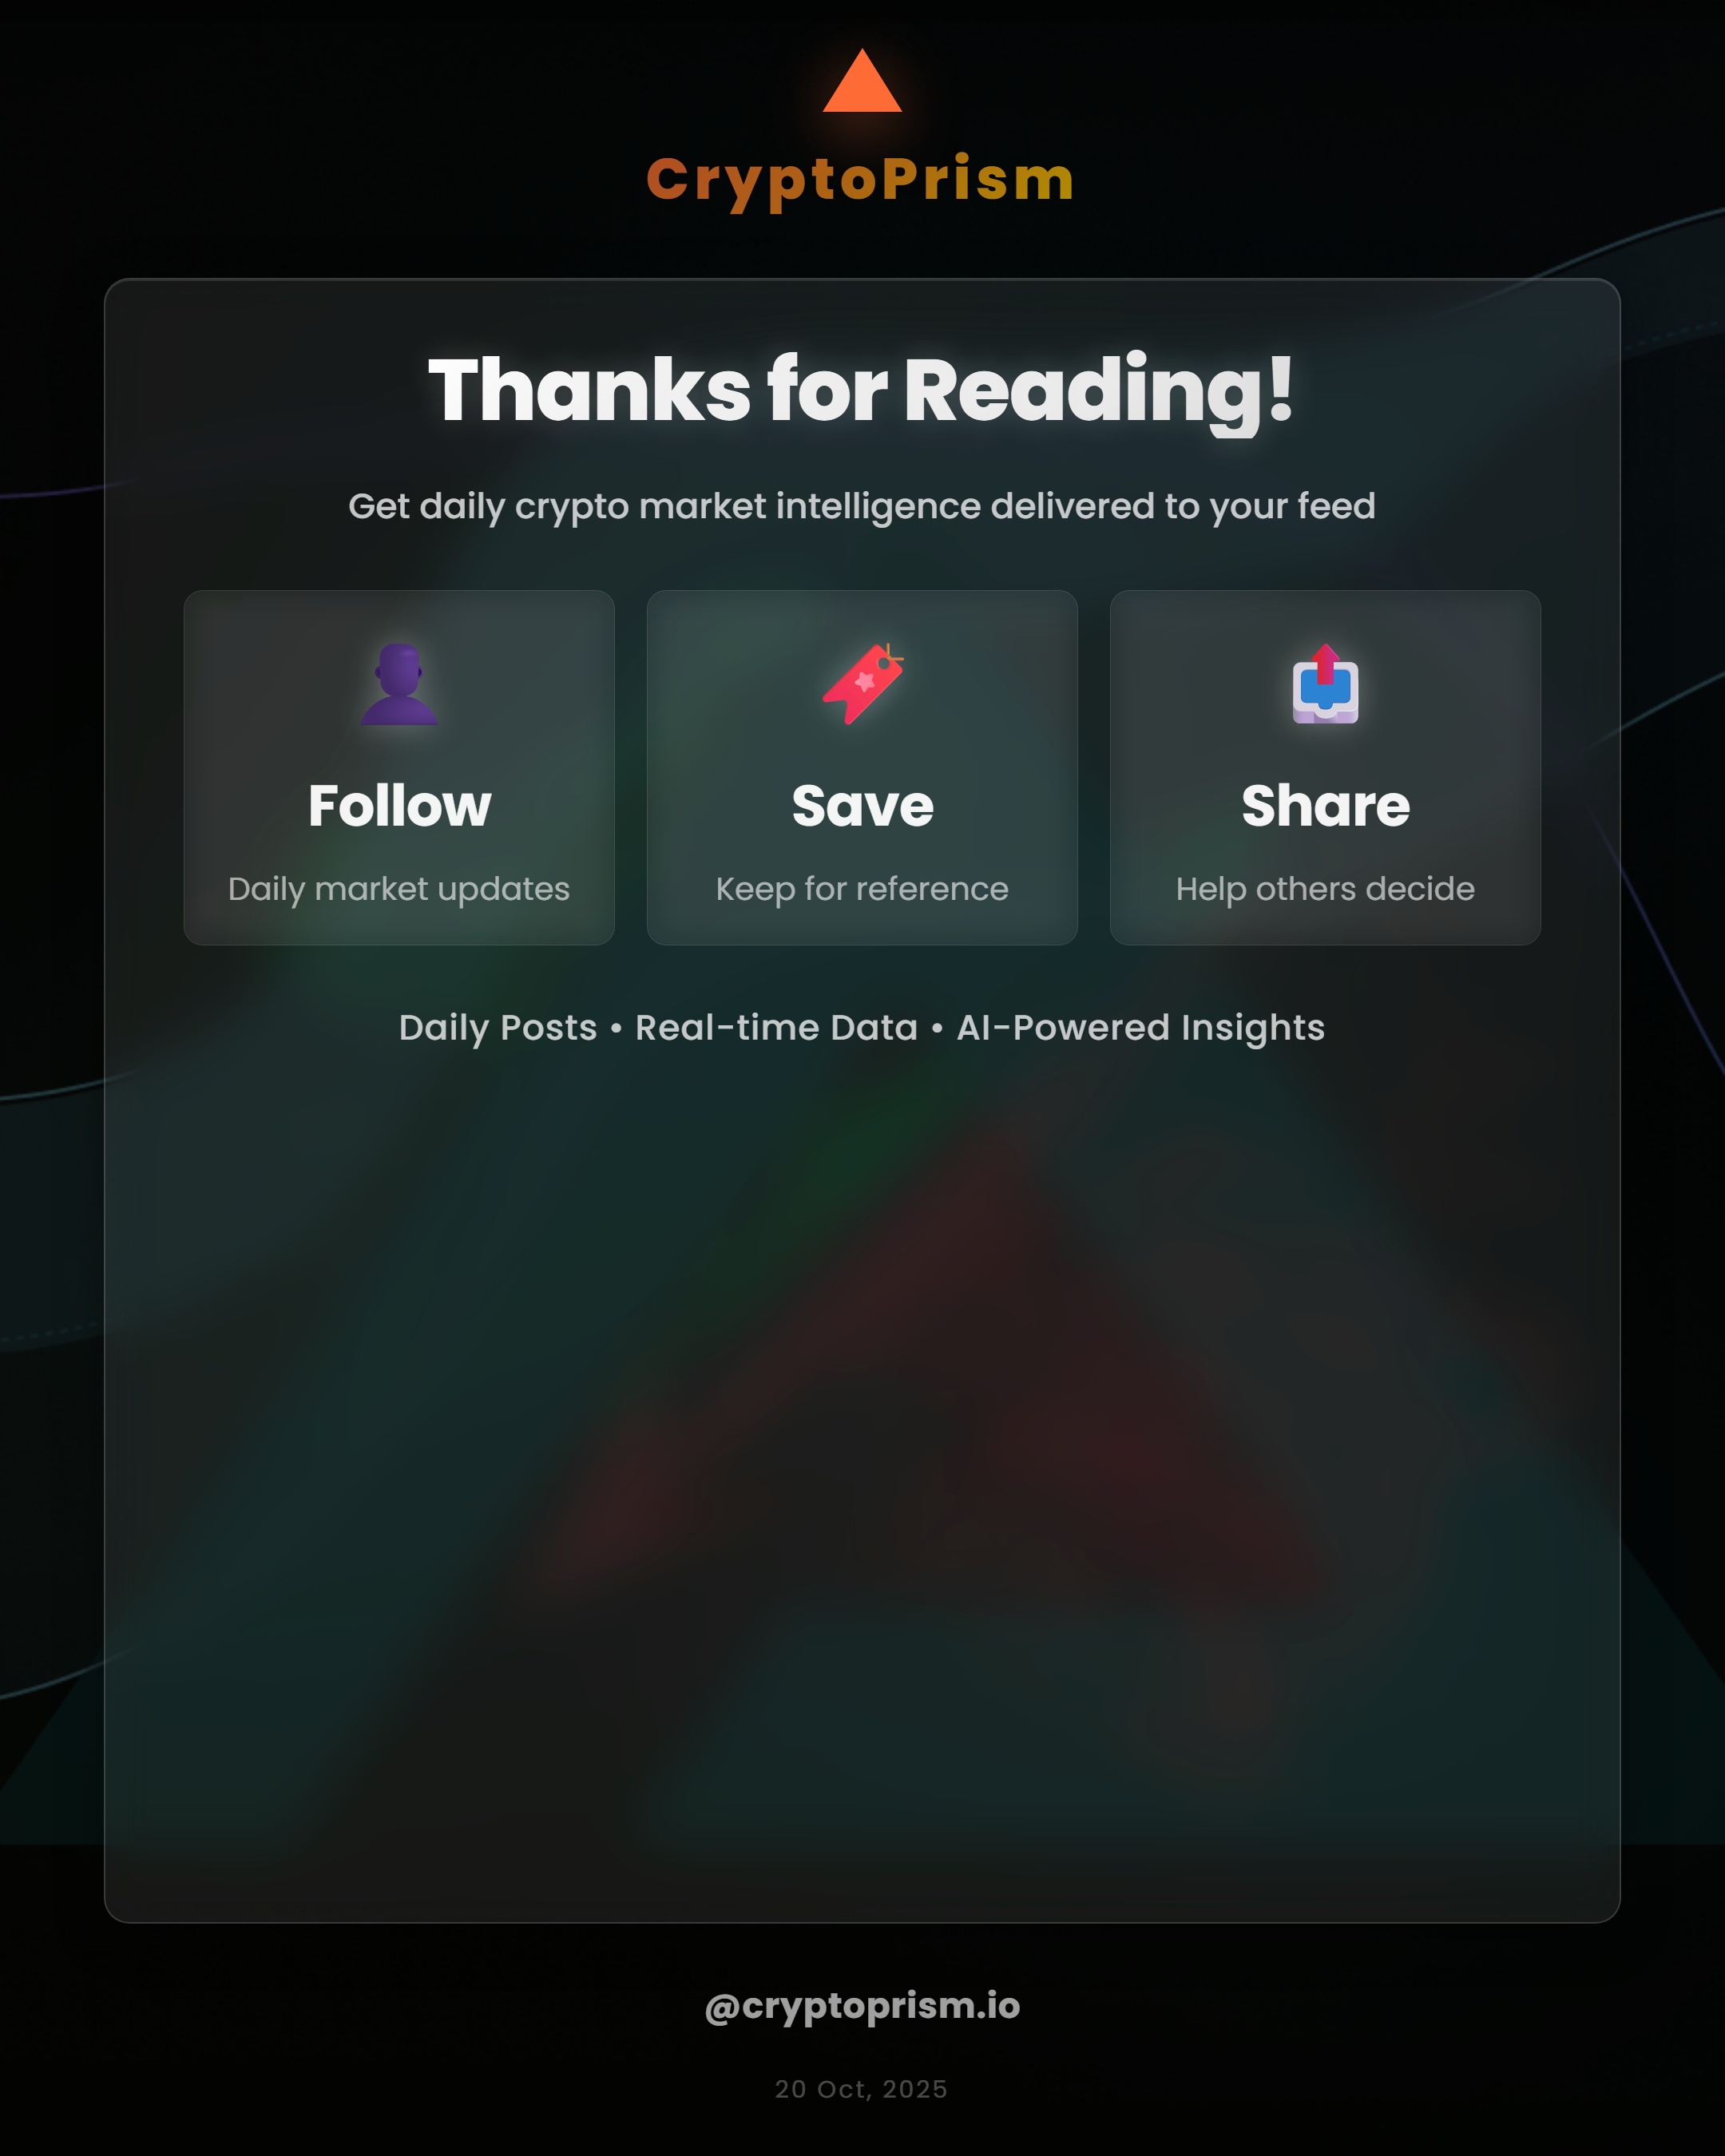 CryptoPrism
Thanks for Reading!
Get daily crypto market intelligence delivered to your feed
Follow
Daily market updates
Save
Keep for reference
Share
Help others decide
Daily Posts • Real-time Data • AI-Powered Insights
@cryptoprism.io
20 Oct, 2025